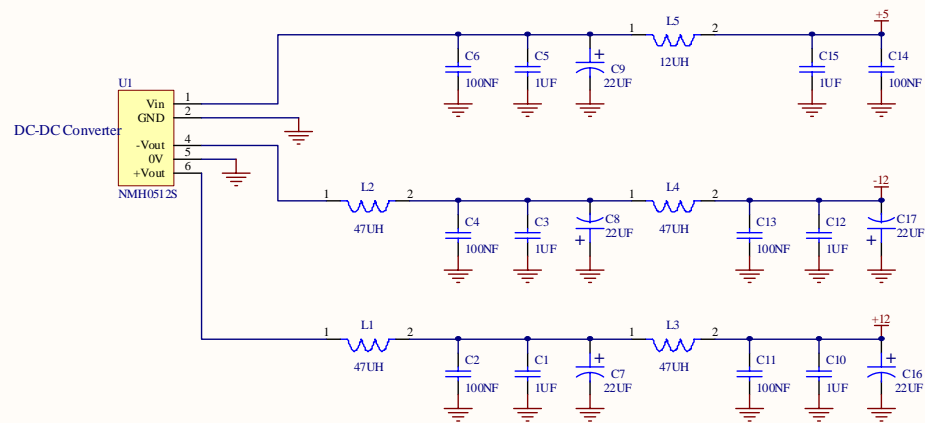 +5
1
L5
2
12UH
C6
100NF
C5
1UF
+
C9
22UF
C15
1UF
C14
100NF
U1
DC-DC Converter
Vin
1
GND
2
-Vout
4
0V
5
+Vout
6
NMH0512S
-12
1
L2
2
47UH
1
L4
2
47UH
C4
100NF
C3
1UF
C8
+
22UF
C13
100NF
C12
1UF
C17
+
22UF
+12
1
L1
2
47UH
1
L3
2
47UH
C2
100NF
C1
1UF
+
C7
22UF
C11
100NF
C10
1UF
+
C16
22UF